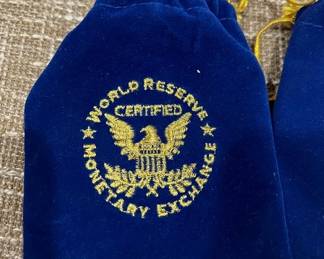 WORLD RESERVE
CERTIFIED
MONETARY EXCHANGE